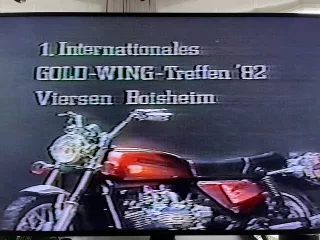 1. Internationales
GOLD-WING-Treffen '82
Viersen Boisheim